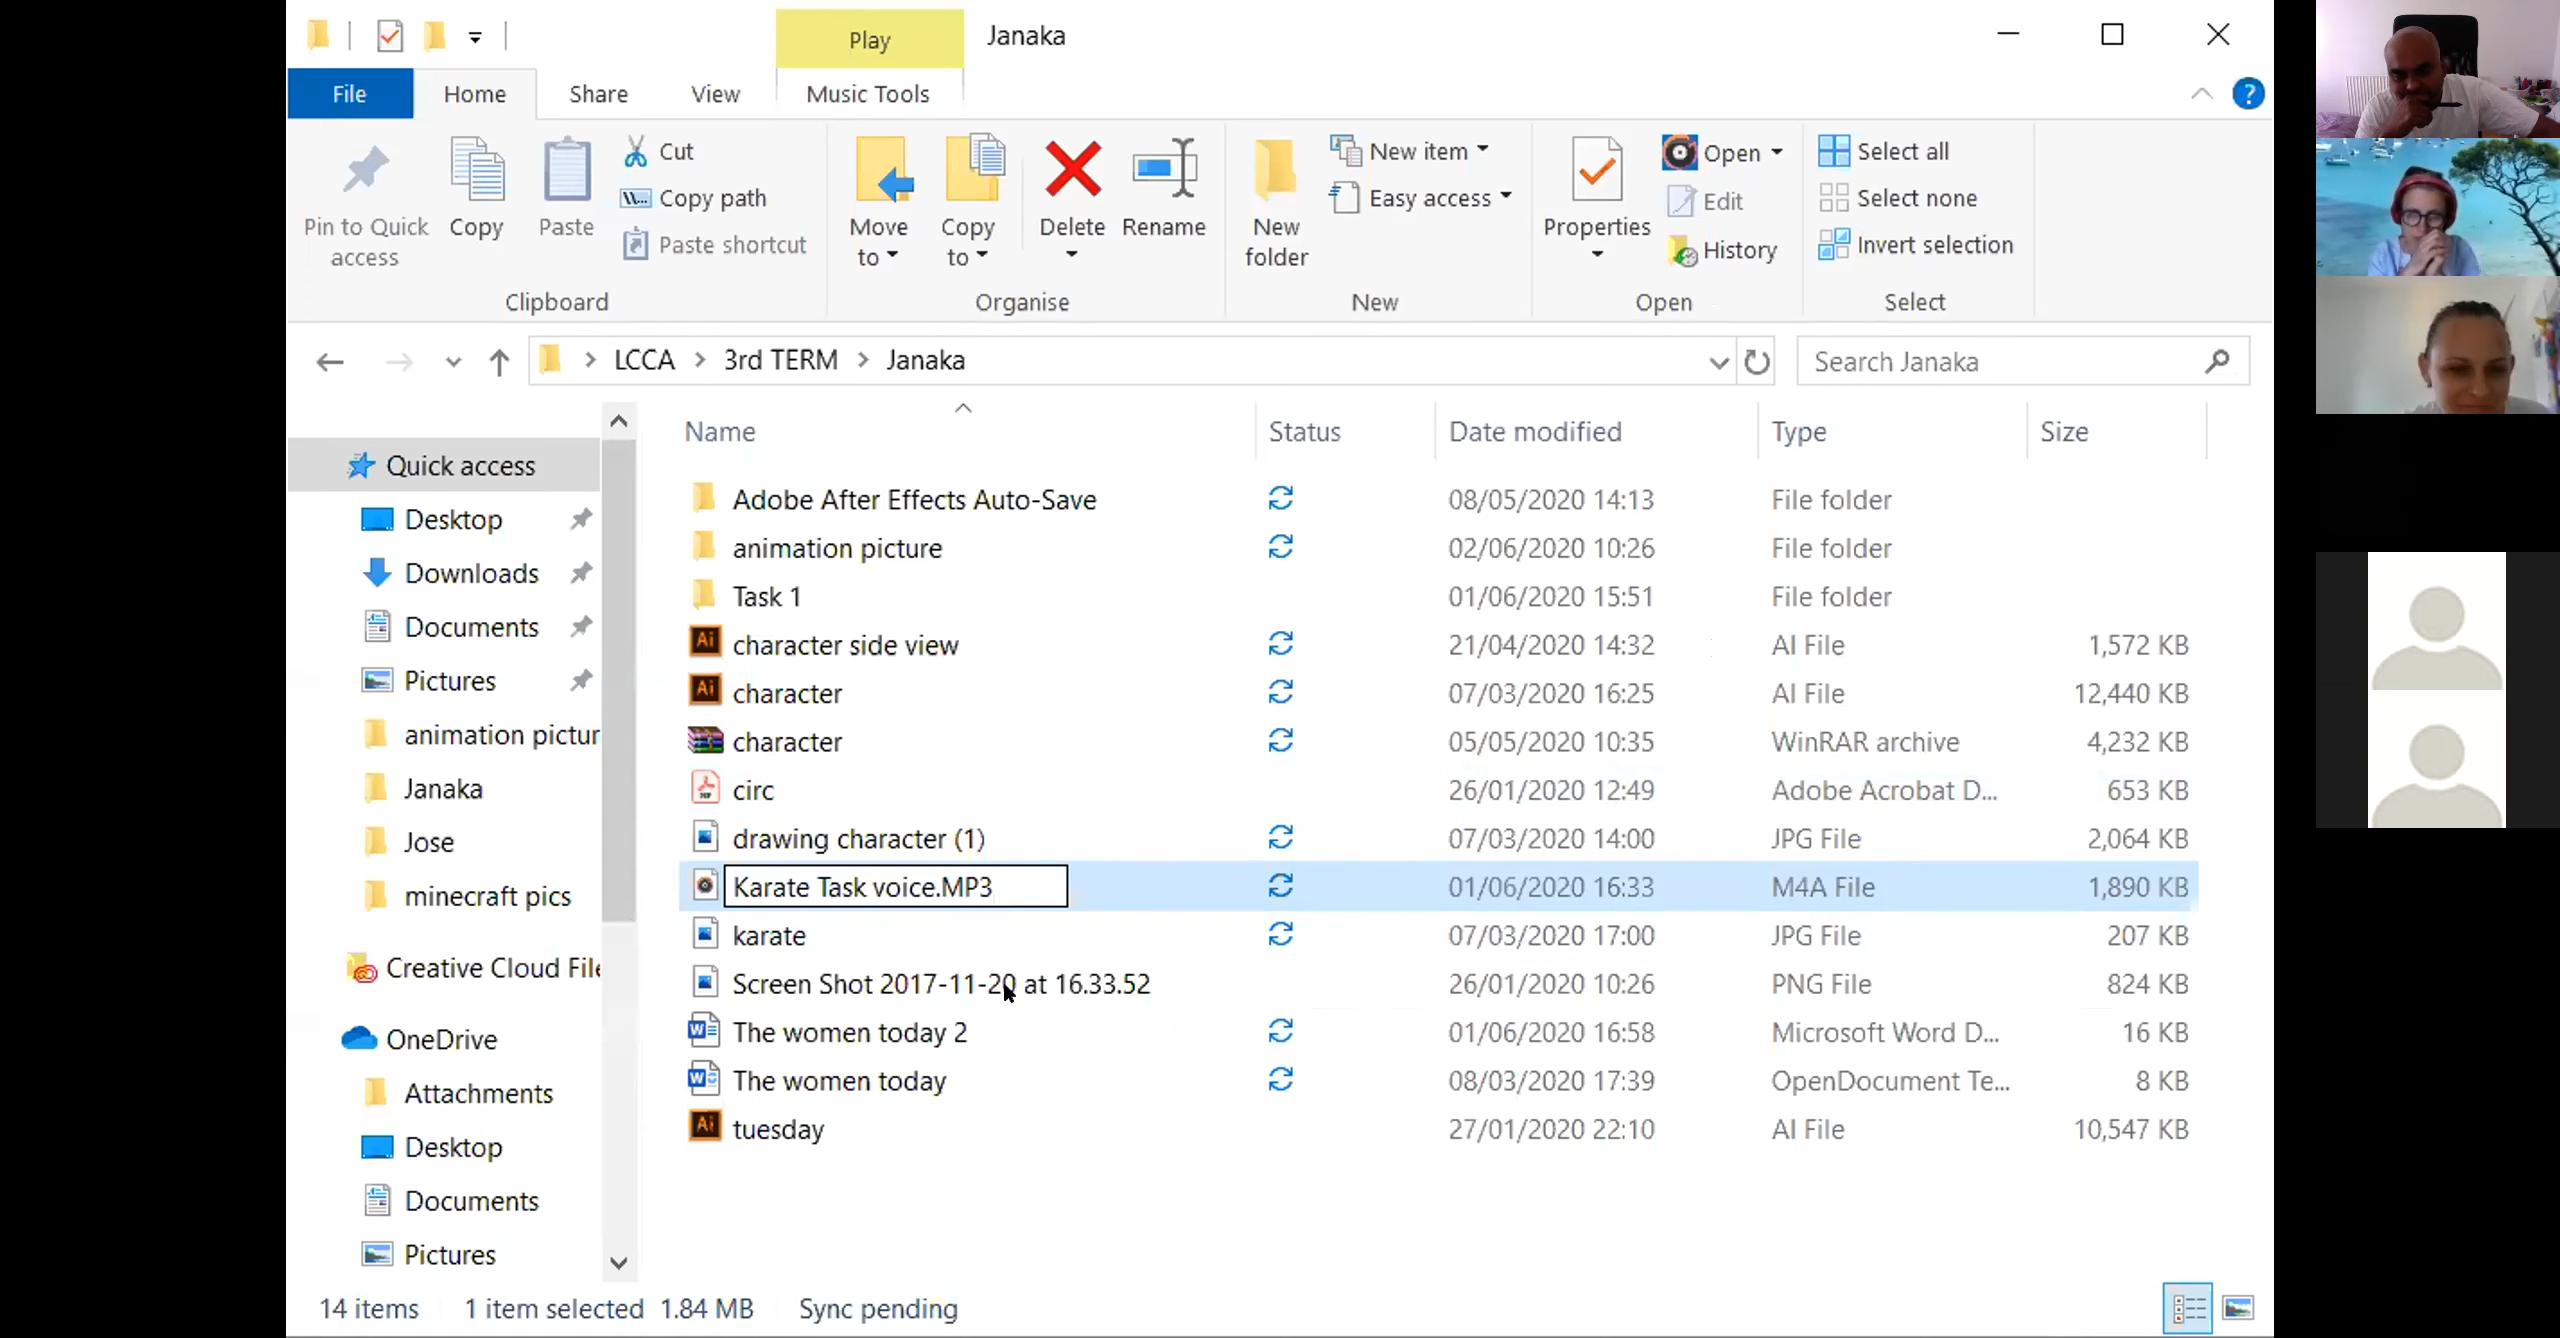 Play
Janaka
File
Home
Share
View
Music Tools
?
Pin to Quick
access
Copy
Paste
Cut
Copy path
Paste shortcut
Move
to
Copy
to
Delete
Rename
New
folder
New item
Easy access
Properties
Open
Edit
History
Select all
Select none
Invert selection
Clipboard
Organise
New
Open
Select
LCCA > 3rd TERM > Janaka
Search Janaka
Name Status Date modified Type Size
Quick access
Desktop
Downloads
Documents
Pictures
animation pictur
Janaka
Jose
minecraft pics
Creative Cloud File
OneDrive
Attachments
Desktop
Documents
Pictures
Adobe After Effects Auto-Save 08/05/2020 14:13 File folder
animation picture 02/06/2020 10:26 File folder
Task 1 01/06/2020 15:51 File folder
Ai character side view 21/04/2020 14:32 AI File 1,572 KB
Ai character 07/03/2020 16:25 AI File 12,440 KB
character 05/05/2020 10:35 WinRAR archive 4,232 KB
circ 26/01/2020 12:49 Adobe Acrobat D... 653 KB
drawing character (1) 07/03/2020 14:00 JPG File 2,064 KB
Karate Task voice.MP3 01/06/2020 16:33 M4A File 1,890 KB
karate 07/03/2020 17:00 JPG File 207 KB
Screen Shot 2017-11-20 at 16.33.52 26/01/2020 10:26 PNG File 824 KB
The women today 2 01/06/2020 16:58 Microsoft Word D... 16 KB
The women today 08/03/2020 17:39 OpenDocument Te... 8 KB
Ai tuesday 27/01/2020 22:10 AI File 10,547 KB
14 items 1 item selected 1.84 MB Sync pending